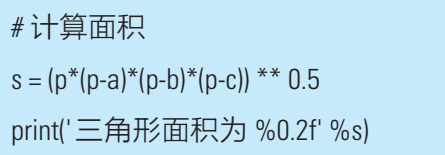 # 计算面积
s = (p*(p-a)*(p-b)*(p-c)) ** 0.5
print('三角形面积为 %0.2f' %s)